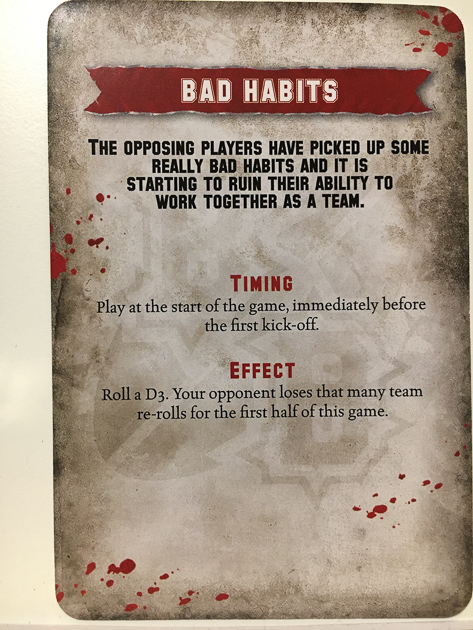 BAD HABITS
THE OPPOSING PLAYERS HAVE PICKED UP SOME
REALLY BAD HABITS AND IT IS
STARTING TO RUIN THEIR ABILITY TO
WORK TOGETHER AS A TEAM.
TIMING
Play at the start of the game, immediately before
the first kick-off.
EFFECT
Roll a D3. Your opponent loses that many team
re-rolls for the first half of this game.